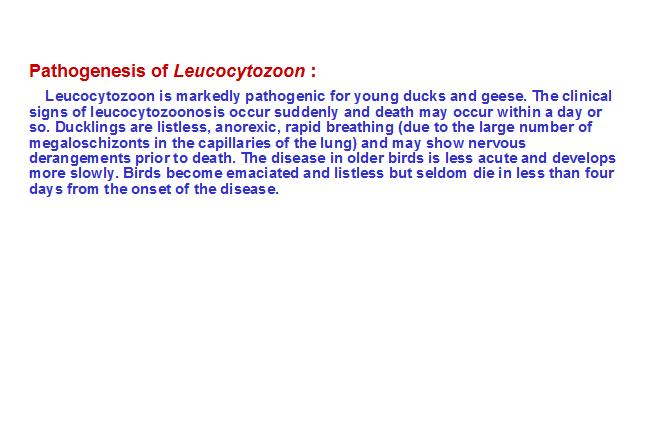 Pathogenesis of Leucocytozoon :
Leucocytozoon is markedly pathogenic for young ducks and geese. The clinical
signs of leucocytozoonosis occur suddenly and death may occur within a day or
so. Ducklings are listless, anorexic, rapid breathing (due to the large number of
megaloschizonts in the capillaries of the lung) and may show nervous
derangements prior to death. The disease in older birds is less acute and develops
more slowly. Birds become emaciated and listless but seldom die in less than four
days from the onset of the disease.